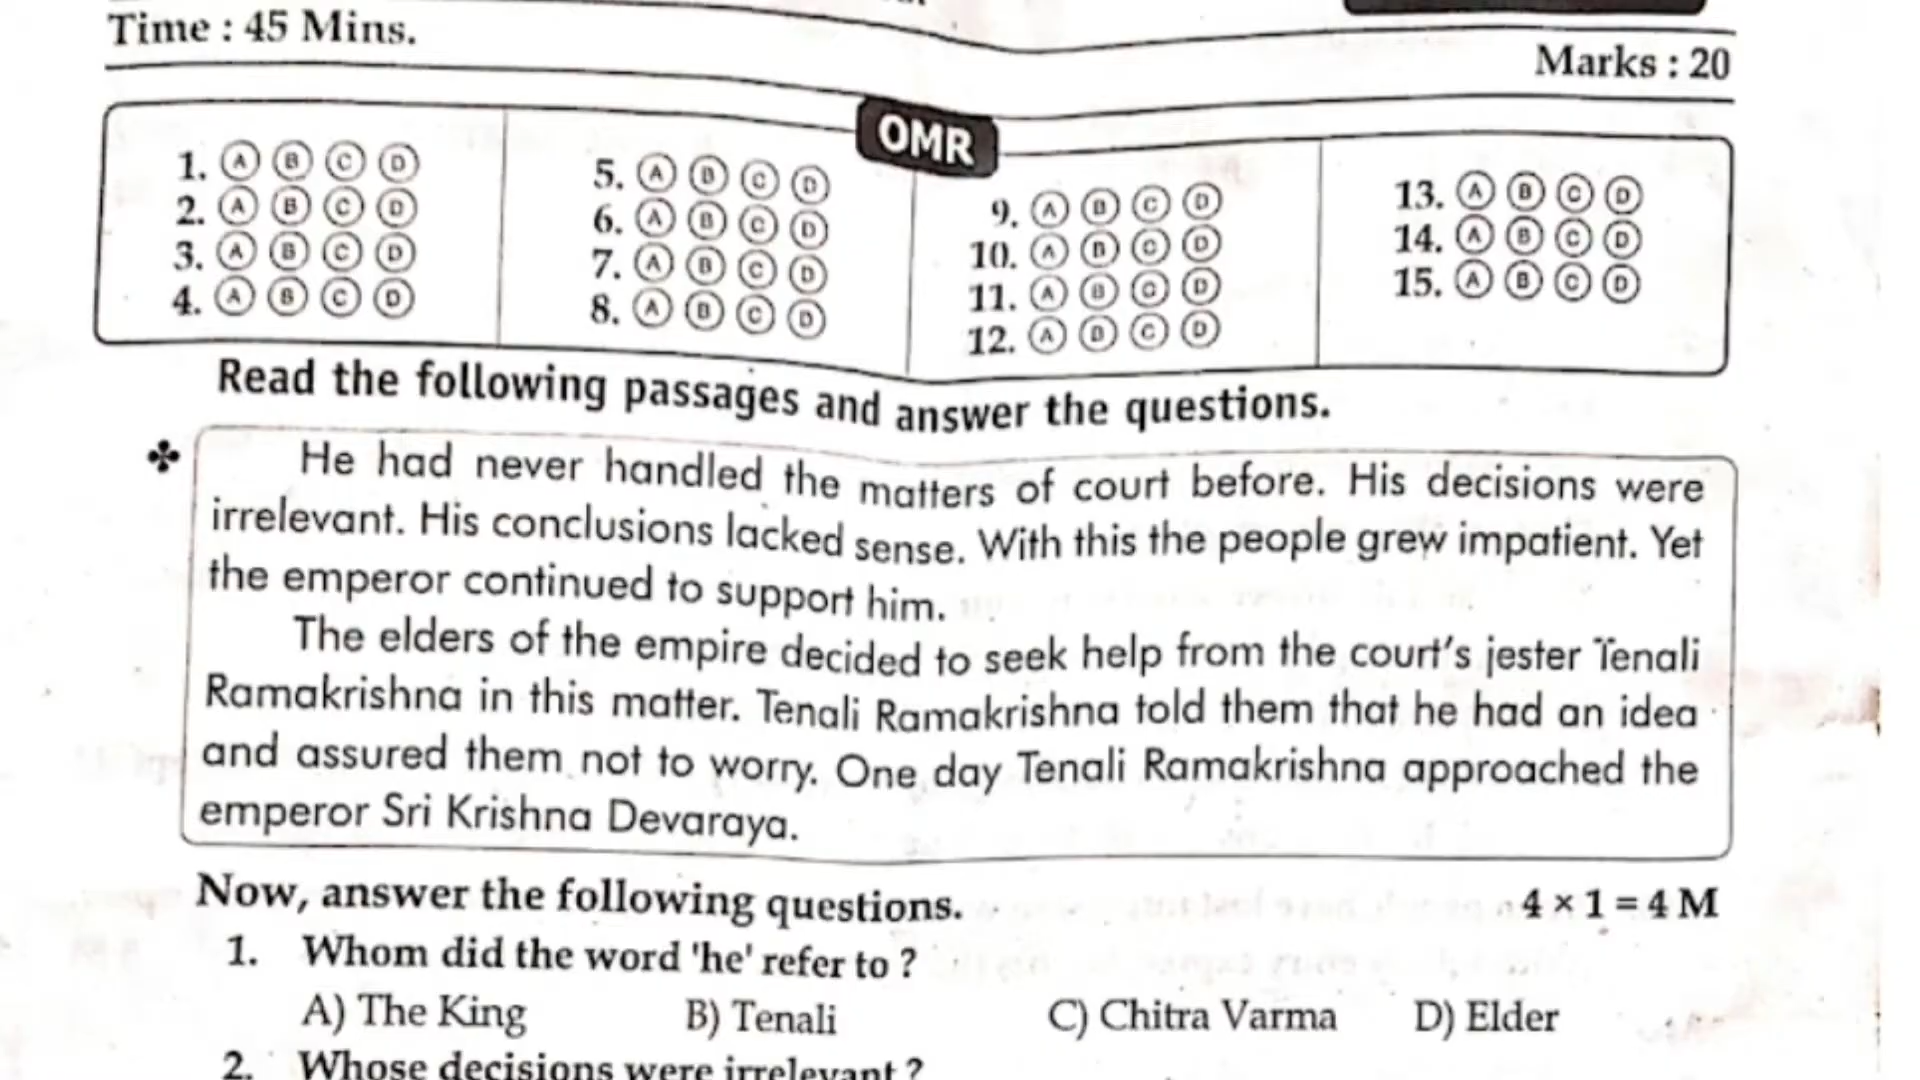 Time : 45 Mins.
Marks : 20
OMR
1. A B C D
2. A B C D
3. A B C D
4. A B C D
5. A B C D
6. A B C D
7. A B C D
8. A B C D
9. A B C D
10. A B C D
11. A B C D
12. A B C D
13. A B C D
14. A B C D
15. A B C D
Read the following passages and answer the questions.
He had never handled the matters of court before. His decisions were
irrelevant. His conclusions lacked sense. With this the people grew impatient. Yet
the emperor continued to support him.
The elders of the empire decided to seek help from the court's jester Tenali
Ramakrishna in this matter. Tenali Ramakrishna told them that he had an idea
and assured them not to worry. One day Tenali Ramakrishna approached the
emperor Sri Krishna Devaraya.
Now, answer the following questions. 4 × 1 = 4 M
1. Whom did the word 'he' refer to ?
A) The King B) Tenali C) Chitra Varma D) Elder
2. Whose decisions were irrelevant ?